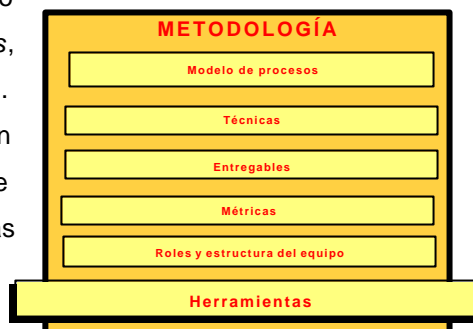 METODOLOGÍA
Modelo de procesos
Técnicas
Entregables
Métricas
Roles y estructura del equipo
Herramientas